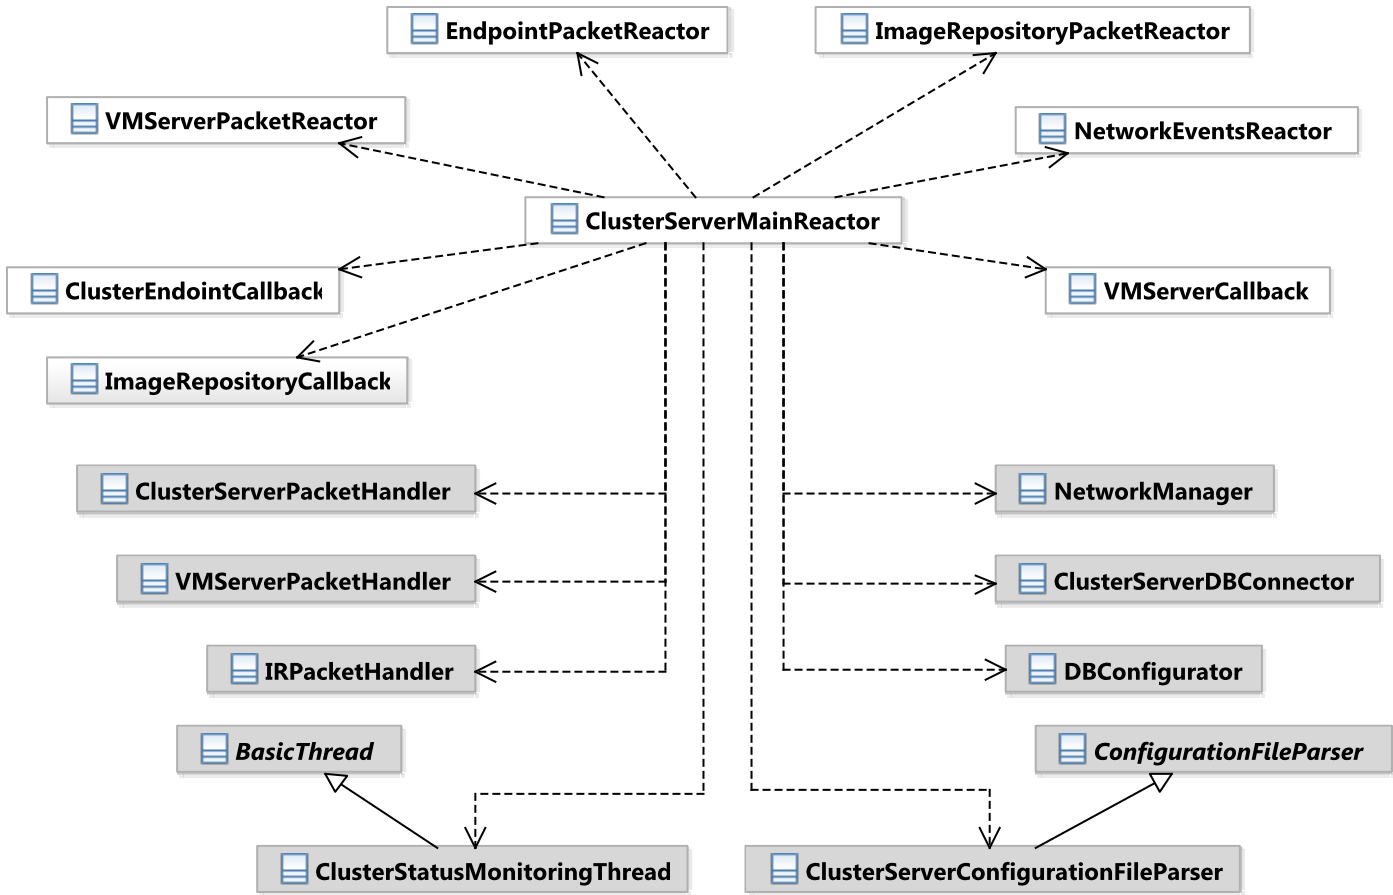 EndpointPacketReactor
ImageRepositoryPacketReactor
VMServerPacketReactor
NetworkEventsReactor
ClusterServerMainReactor
ClusterEndointCallback
VMServerCallback
ImageRepositoryCallback
ClusterServerPacketHandler
NetworkManager
VMServerPacketHandler
ClusterServerDBConnector
IRPacketHandler
DBConfigurator
BasicThread
ConfigurationFileParser
ClusterStatusMonitoringThread
ClusterServerConfigurationFileParser